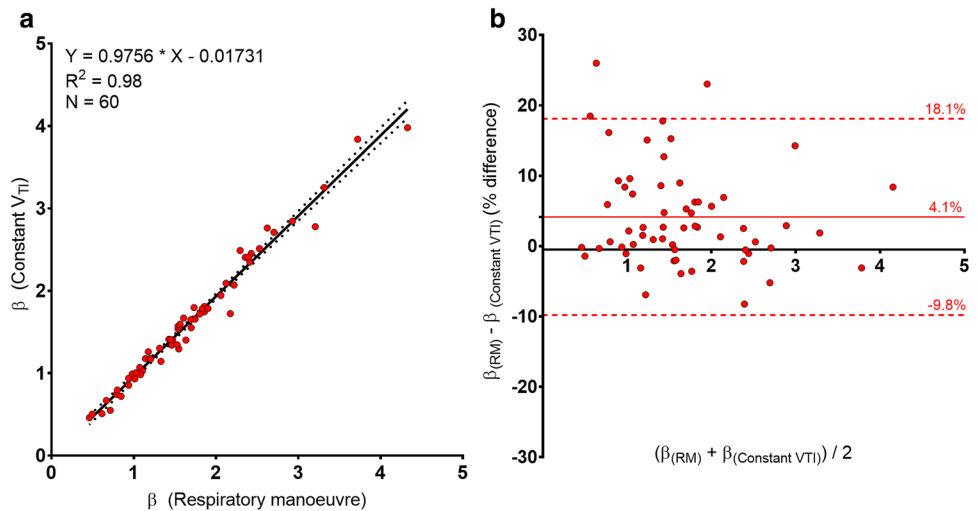 a
Y = 0.9756 * X - 0.01731
R² = 0.98
N = 60
5
4
3
2
1
0
β (Constant V_TI)
0 1 2 3 4 5
β (Respiratory manoeuvre)
b
30
20
10
0
-10
-20
-30
β(RM) - β (Constant VTI) (% difference)
18.1%
4.1%
-9.8%
1 2 3 4 5
(β(RM) + β(Constant VTI)) / 2